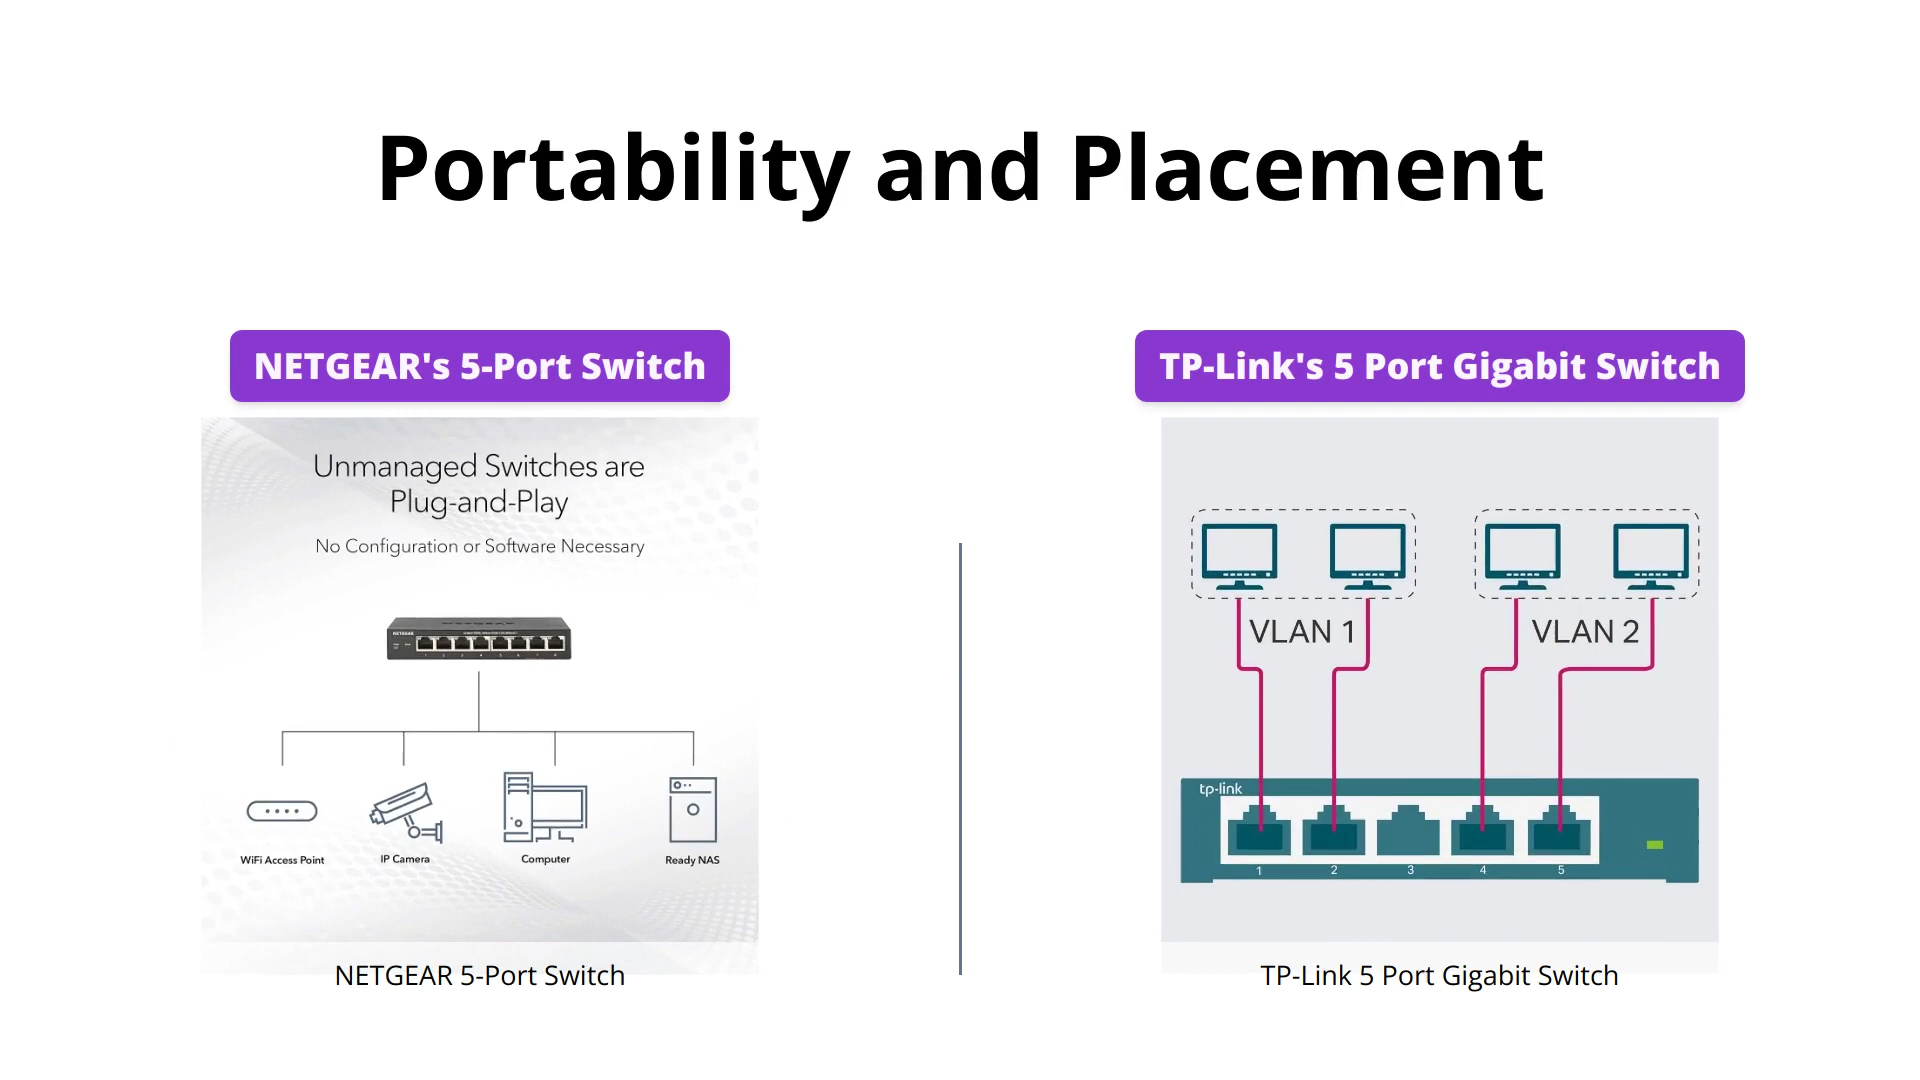 Portability and Placement
NETGEAR's 5-Port Switch
Unmanaged Switches are
Plug-and-Play
No Configuration or Software Necessary
NETGEAR
WiFi Access Point
IP Camera
Computer
Ready NAS
NETGEAR 5-Port Switch
TP-Link's 5 Port Gigabit Switch
VLAN 1
VLAN 2
tp-link
1
2
3
4
5
TP-Link 5 Port Gigabit Switch